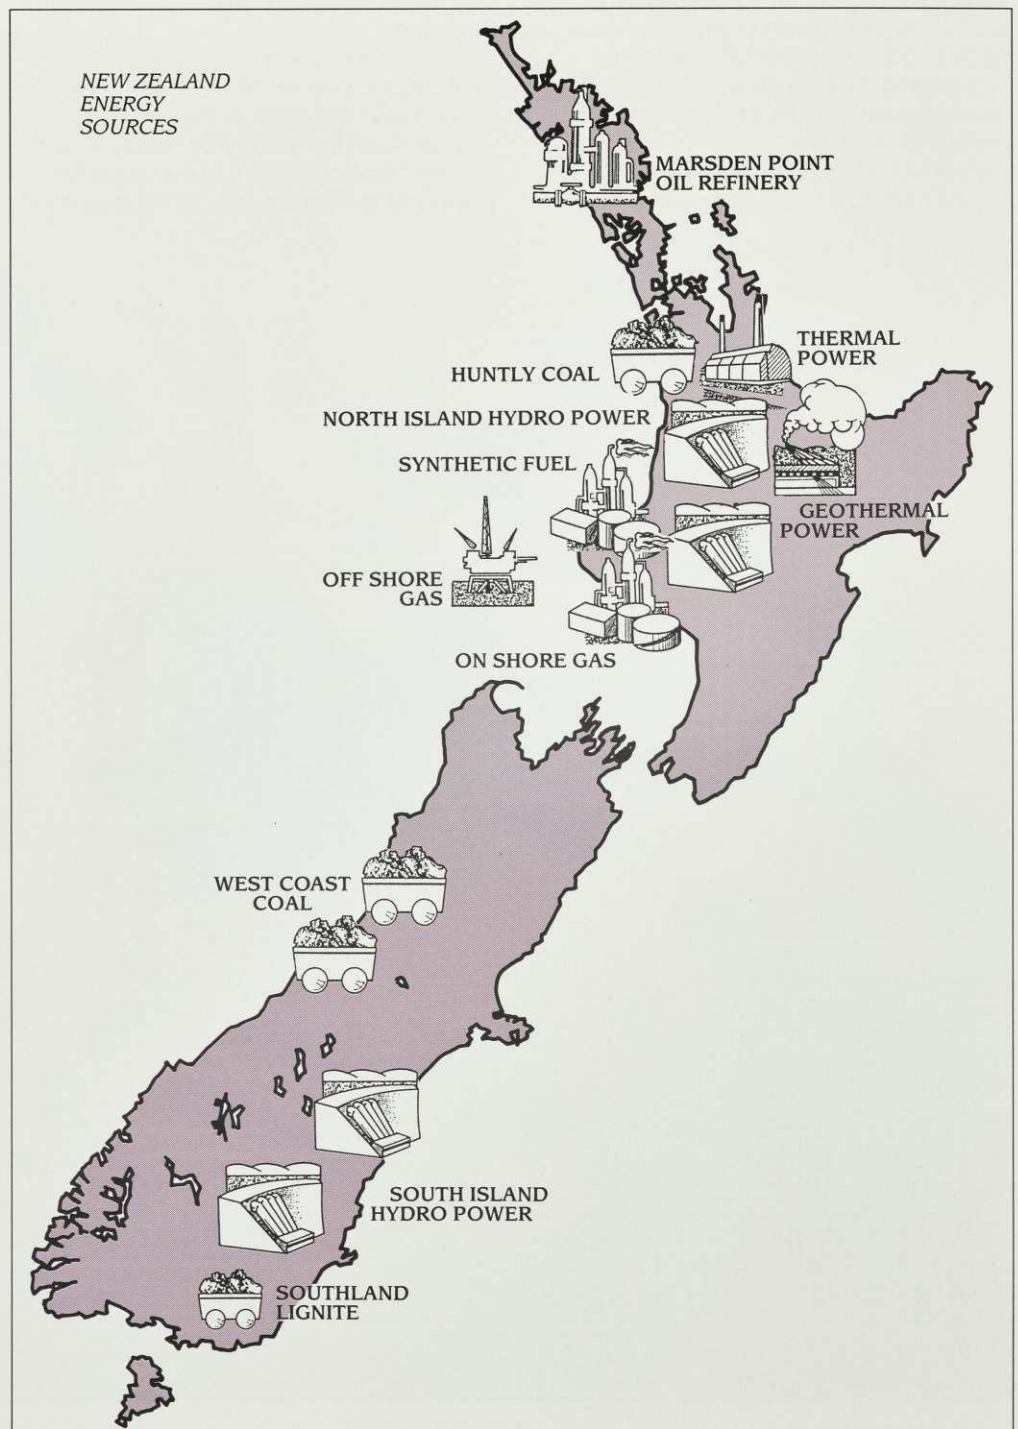 NEW ZEALAND
ENERGY
SOURCES
MARSDEN POINT
OIL REFINERY
THERMAL
POWER
HUNTLY COAL
NORTH ISLAND HYDRO POWER
SYNTHETIC FUEL
GEOTHERMAL
POWER
OFF SHORE
GAS
ON SHORE GAS
WEST COAST
COAL
SOUTH ISLAND
HYDRO POWER
SOUTHLAND
LIGNITE